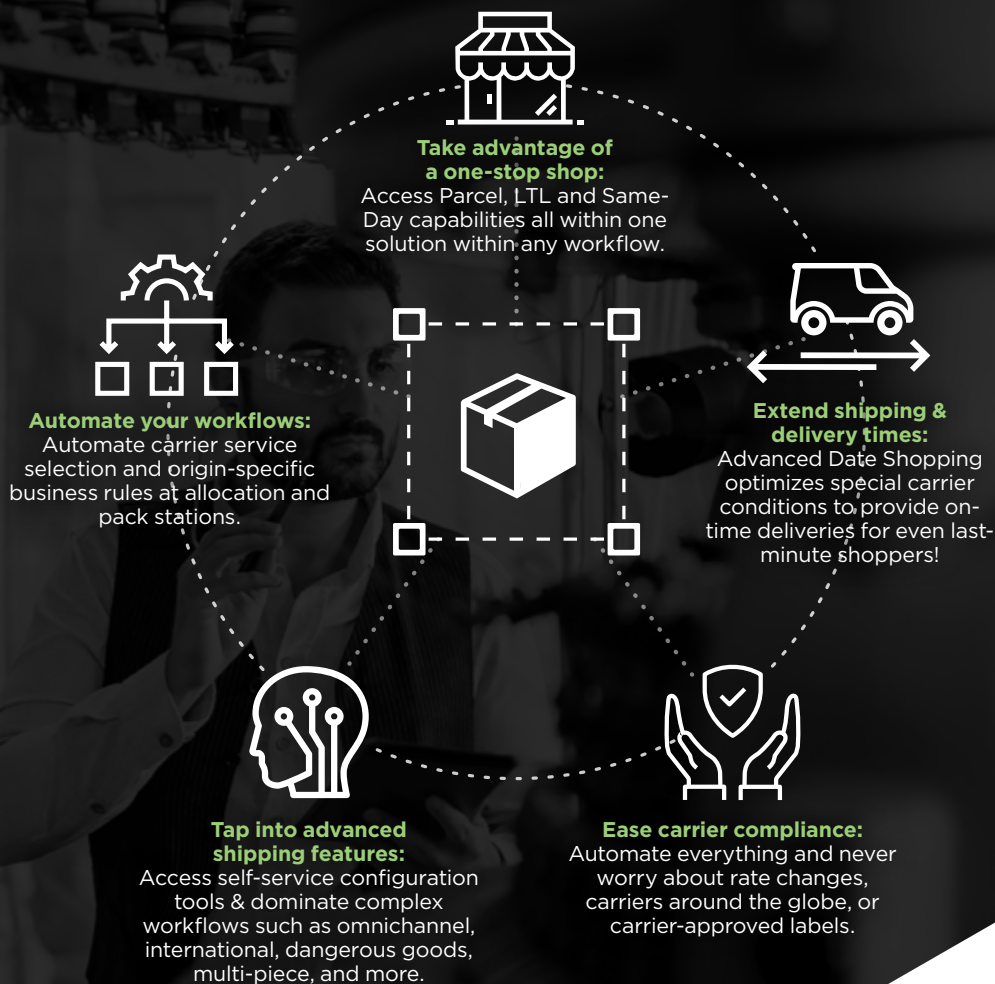 Take advantage of
a one-stop shop:
Access Parcel, LTL and Same-
Day capabilities all within one
solution within any workflow.
Automate your workflows:
Automate carrier service
selection and origin-specific
business rules at allocation and
pack stations.
Extend shipping &
delivery times:
Advanced Date Shopping
optimizes special carrier
conditions to provide on-
time deliveries for even last-
minute shoppers!
Tap into advanced
shipping features:
Access self-service configuration
tools & dominate complex
workflows such as omnichannel,
international, dangerous goods,
multi-piece, and more.
Ease carrier compliance:
Automate everything and never
worry about rate changes,
carriers around the globe, or
carrier-approved labels.